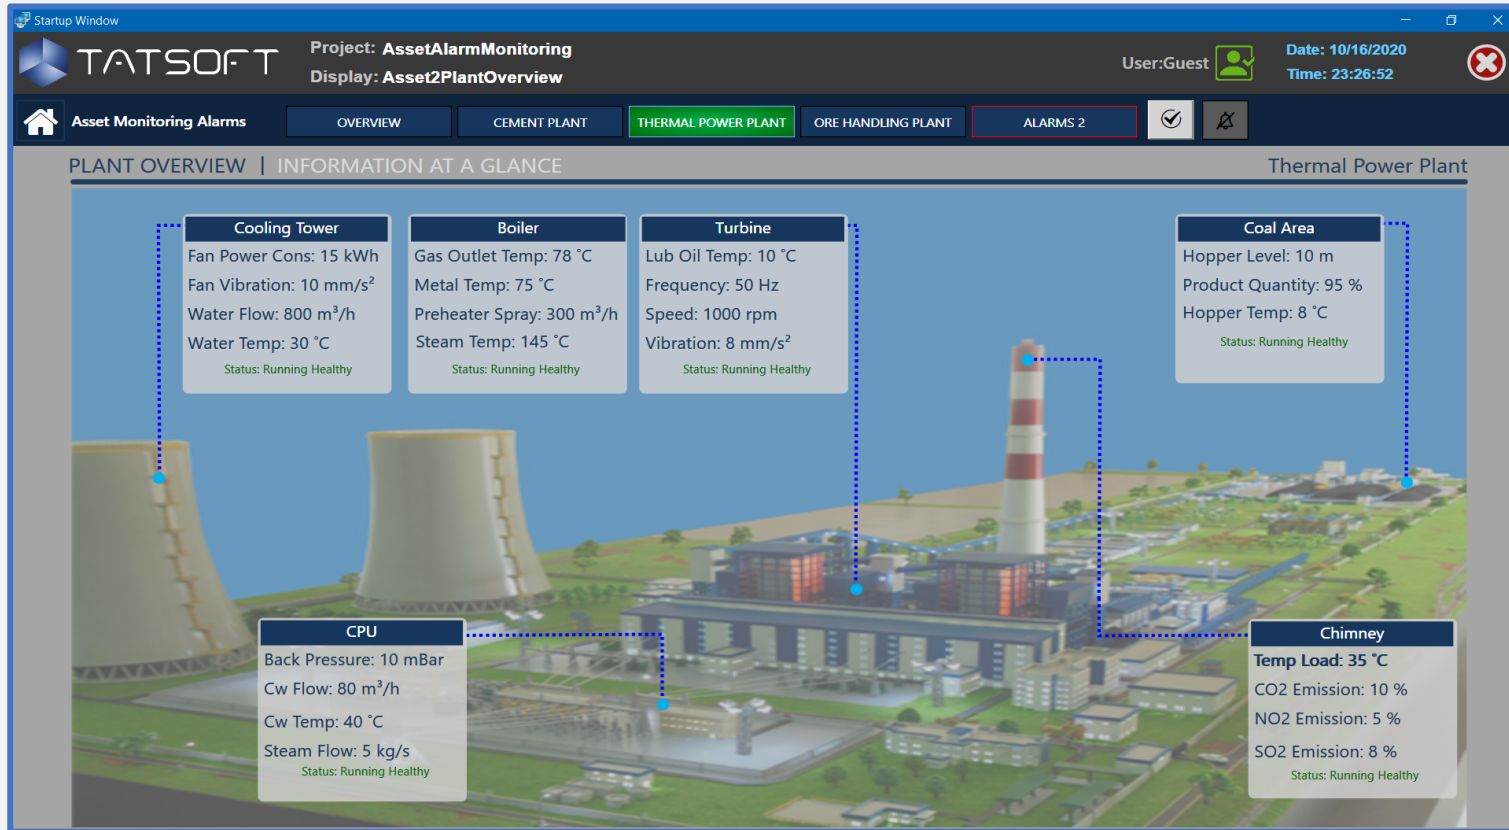 Startup Window
TATSOFT
Project: AssetAlarmMonitoring
Display: Asset2PlantOverview
User:Guest
Date: 10/16/2020
Time: 23:26:52
Asset Monitoring Alarms
OVERVIEW
CEMENT PLANT
THERMAL POWER PLANT
ORE HANDLING PLANT
ALARMS 2
PLANT OVERVIEW | INFORMATION AT A GLANCE
Thermal Power Plant
Cooling Tower
Fan Power Cons: 15 kWh
Fan Vibration: 10 mm/s²
Water Flow: 800 m³/h
Water Temp: 30 °C
Status: Running Healthy
Boiler
Gas Outlet Temp: 78 °C
Metal Temp: 75 °C
Preheater Spray: 300 m³/h
Steam Temp: 145 °C
Status: Running Healthy
Turbine
Lub Oil Temp: 10 °C
Frequency: 50 Hz
Speed: 1000 rpm
Vibration: 8 mm/s²
Status: Running Healthy
Coal Area
Hopper Level: 10 m
Product Quantity: 95 %
Hopper Temp: 8 °C
Status: Running Healthy
CPU
Back Pressure: 10 mBar
Cw Flow: 80 m³/h
Cw Temp: 40 °C
Steam Flow: 5 kg/s
Status: Running Healthy
Chimney
Temp Load: 35 °C
CO2 Emission: 10 %
NO2 Emission: 5 %
SO2 Emission: 8 %
Status: Running Healthy